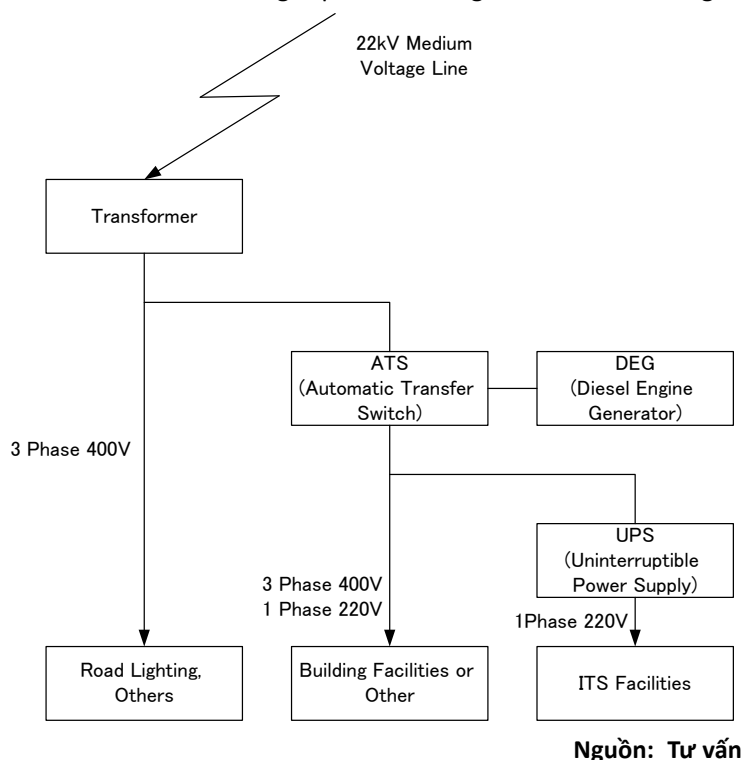 22kV Medium
Voltage Line
Transformer
ATS
(Automatic Transfer
Switch)
DEG
(Diesel Engine
Generator)
3 Phase 400V
UPS
(Uninterruptible
Power Supply)
3 Phase 400V
1 Phase 220V
1Phase 220V
Road Lighting,
Others
Building Facilities or
Other
ITS Facilities
Nguồn: Tư vấn